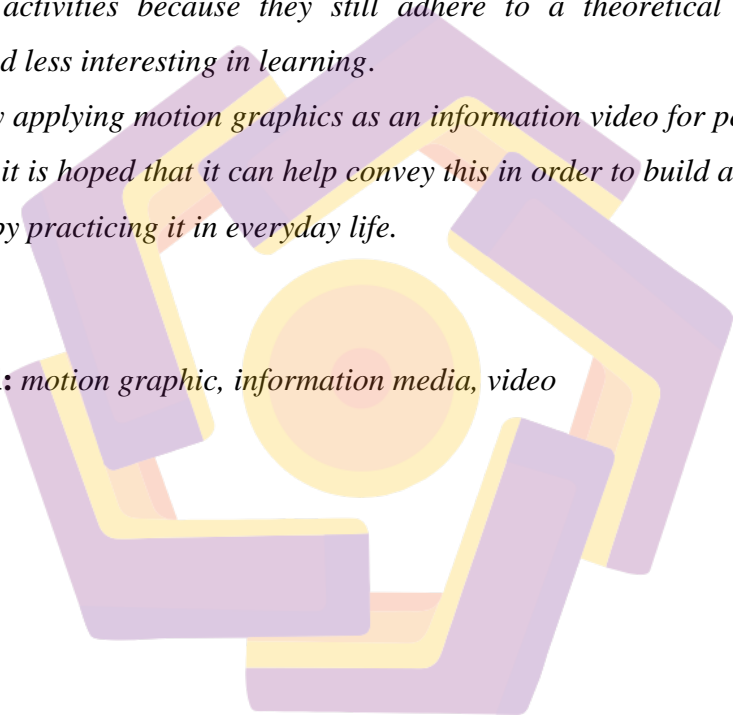 activities because they still adhere to a theoretical
d less interesting in learning.
applying motion graphics as an information video for
it is hoped that it can help convey this in order to build a
by practicing it in everyday life.
: motion graphic, information media, video